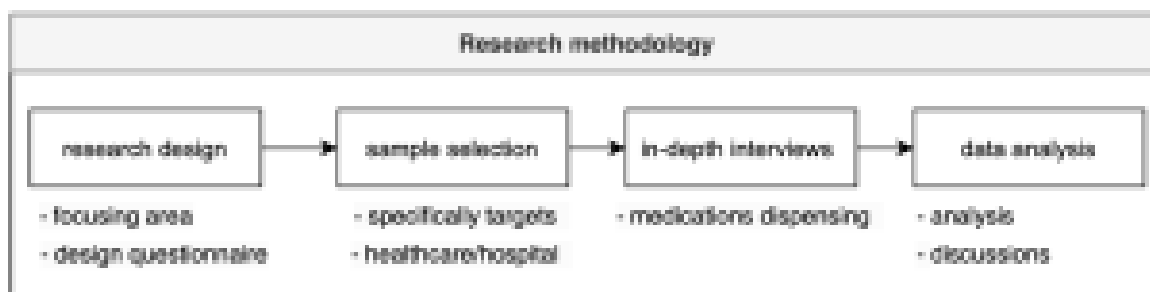 Research methodology
research design
sample selection
in-depth interviews
data analysis
- focusing area
- design questionnaire
- specifically targets
- healthcare/hospital
- medications dispensing
- analysis
- discussions